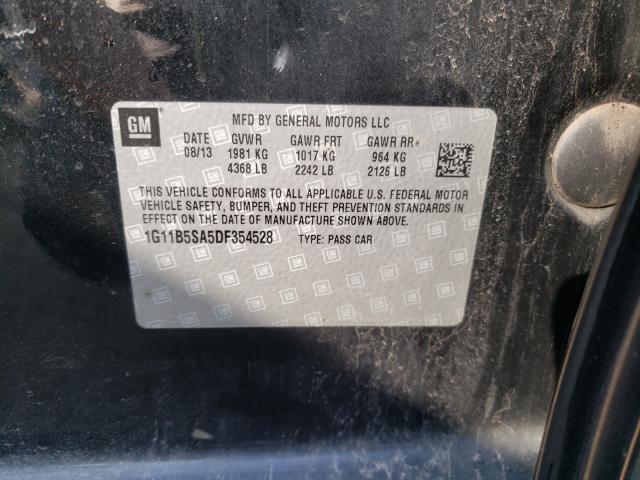 GM MFD BY GENERAL MOTORS LLC
DATE GVWR GAWR FRT GAWR RR
08/13 1981 KG 1017 KG 964 KG
4368 LB 2242 LB 2126 LB
THIS VEHICLE CONFORMS TO ALL APPLICABLE U.S. FEDERAL MOTOR
VEHICLE SAFETY, BUMPER, AND THEFT PREVENTION STANDARDS IN
EFFECT ON THE DATE OF MANUFACTURE SHOWN ABOVE.
1G11B5SA5DF354528 TYPE: PASS CAR